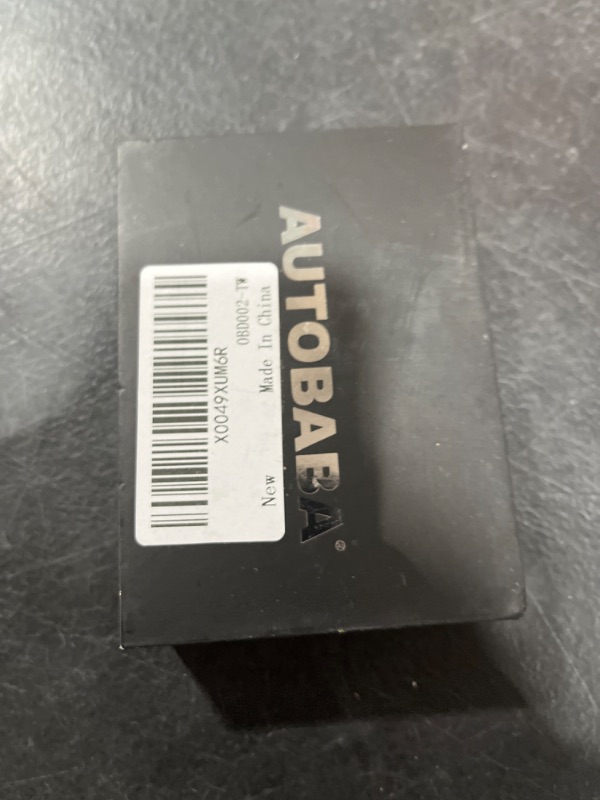 AUTOBABA®
X0049XUM6R
OBD002-TW
New Made In China